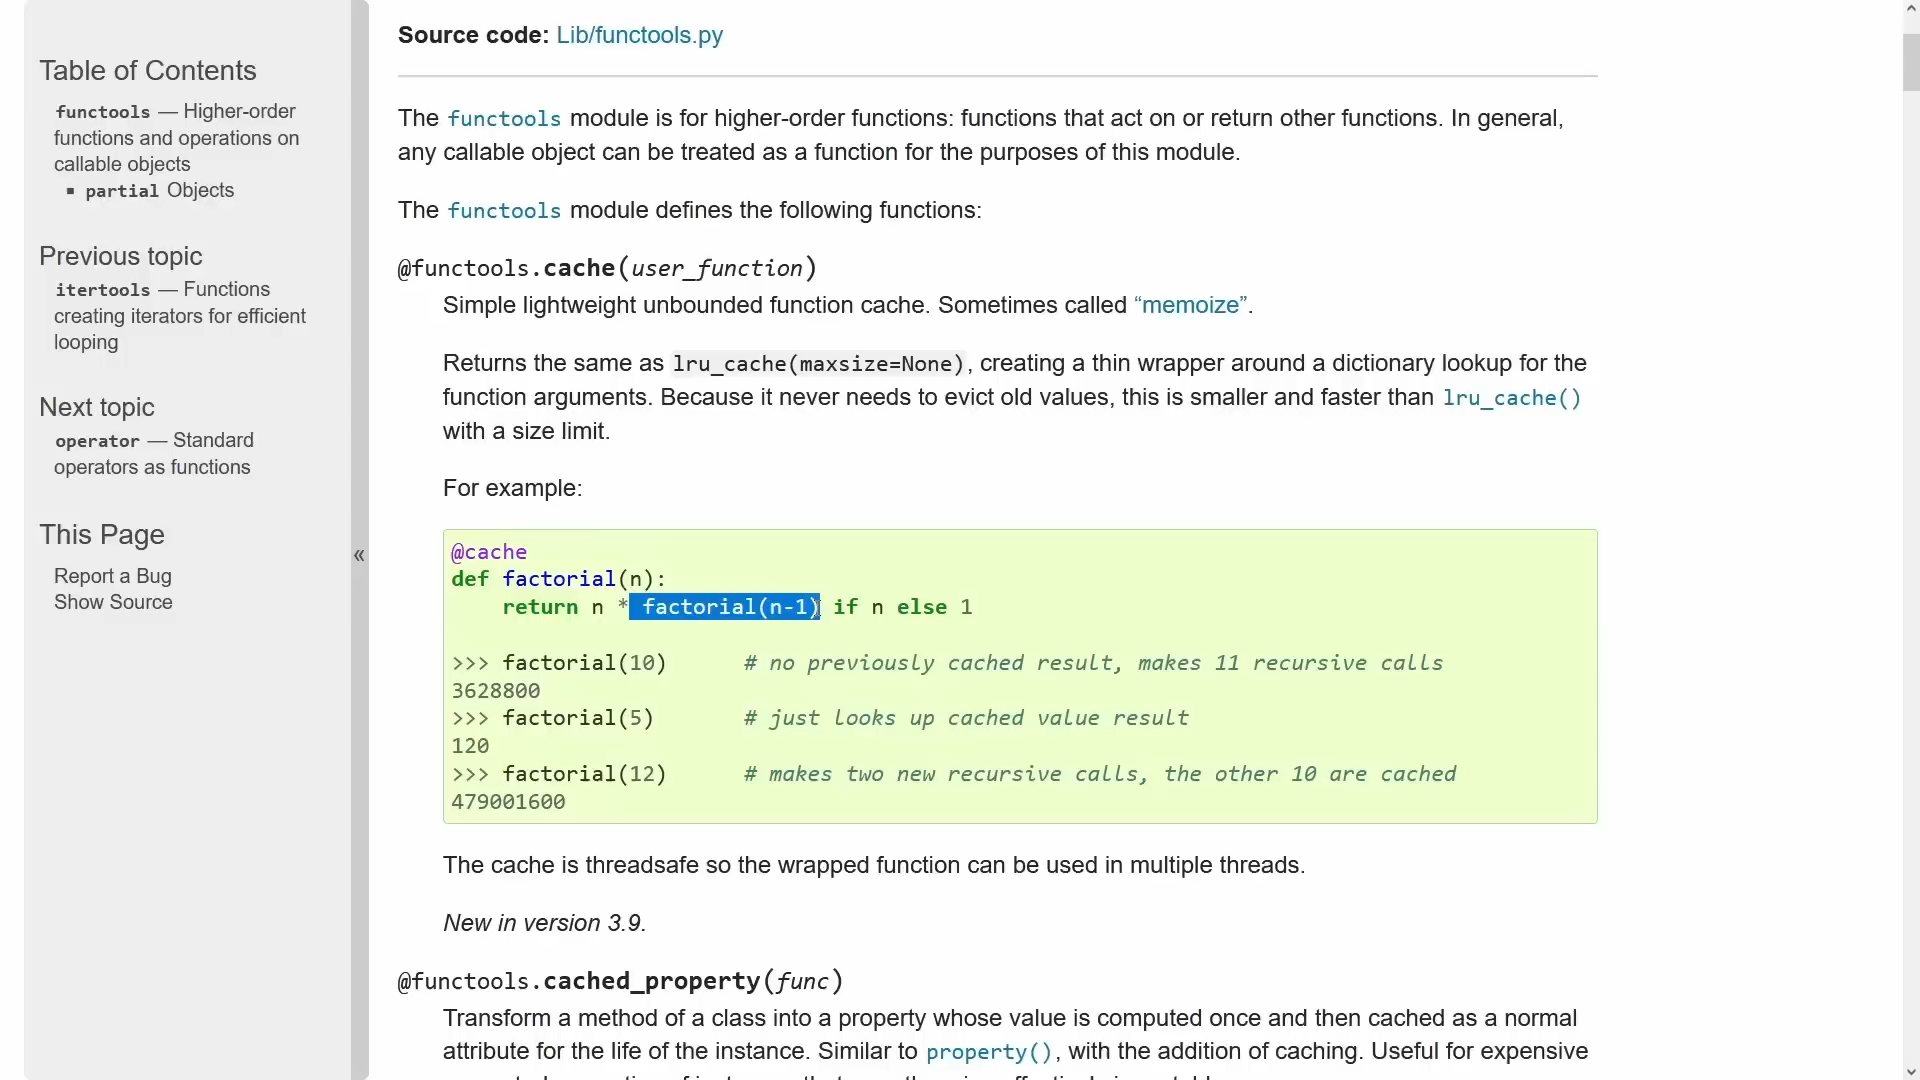 Table of Contents
functools — Higher-order
functions and operations on
callable objects
▪ partial Objects
Previous topic
itertools — Functions
creating iterators for efficient
looping
Next topic
operator — Standard
operators as functions
This Page
Report a Bug
Show Source
«
Source code: Lib/functools.py
The functools module is for higher-order functions: functions that act on or return other functions. In general,
any callable object can be treated as a function for the purposes of this module.
The functools module defines the following functions:
@functools.cache(user_function)
Simple lightweight unbounded function cache. Sometimes called “memoize”.
Returns the same as lru_cache(maxsize=None), creating a thin wrapper around a dictionary lookup for the
function arguments. Because it never needs to evict old values, this is smaller and faster than lru_cache()
with a size limit.
For example:
@cache
def factorial(n):
    return n * factorial(n-1) if n else 1
>>> factorial(10)      # no previously cached result, makes 11 recursive calls
3628800
>>> factorial(5)       # just looks up cached value result
120
>>> factorial(12)      # makes two new recursive calls, the other 10 are cached
479001600
The cache is threadsafe so the wrapped function can be used in multiple threads.
New in version 3.9.
@functools.cached_property(func)
Transform a method of a class into a property whose value is computed once and then cached as a normal
attribute for the life of the instance. Similar to property(), with the addition of caching. Useful for expensive